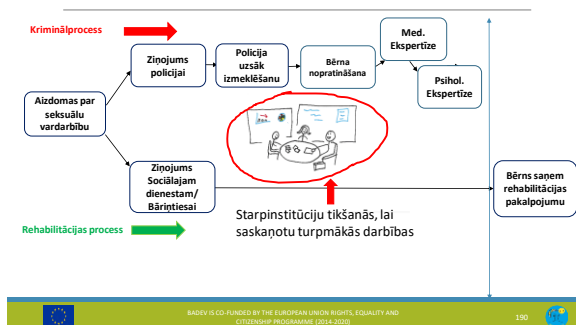 Kriminālprocess
Aizdomas par
seksuālu
vardarbību
Ziņojums
policijai
Policija
uzsāk
izmeklēšanu
Bērna
nopratināšana
Med.
Ekspertīze
Psihol.
Ekspertīze
Ziņojums
Sociālajam
dienestam/
Bāriņtiesai
Bērns saņem
rehabilitācijas
pakalpojumu
Starpinstitūciju tikšanās, lai
saskaņotu turpmākās darbības
Rehabilitācijas process
BADEV IS CO-FUNDED BY THE EUROPEAN UNION RIGHTS, EQUALITY AND
CITIZENSHIP PROGRAMME (2014-2020)
190